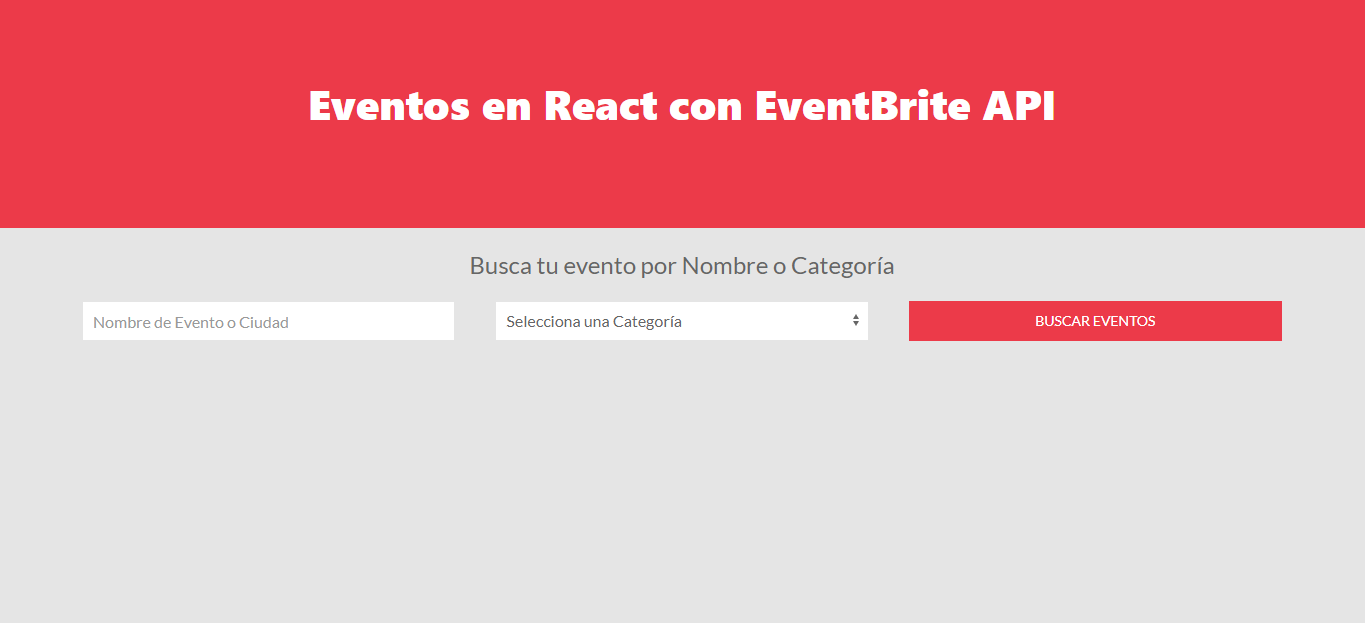 Eventos en React con EventBrite API
Busca tu evento por Nombre o Categoría
Nombre de Evento o Ciudad
Selecciona una Categoría
BUSCAR EVENTOS